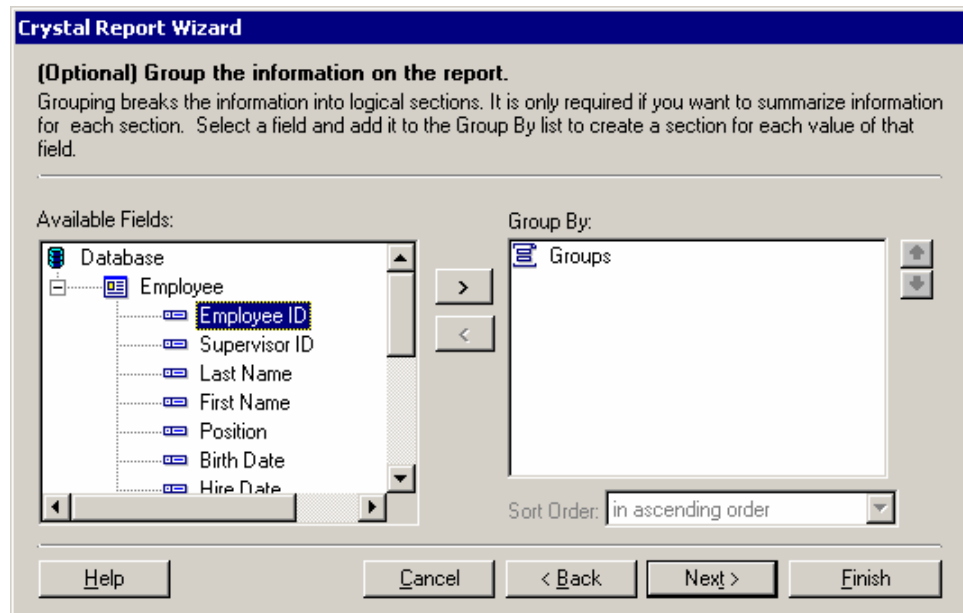 Crystal Report Wizard
(Optional) Group the information on the report.
Grouping breaks the information into logical sections. It is only required if you want to summarize information
for each section. Select a field and add it to the Group By list to create a section for each value of that
field.
Available Fields:
Database
Employee
Employee ID
Supervisor ID
Last Name
First Name
Position
Birth Date
Hire Date
>
<
Group By:
Groups
Sort Order: in ascending order
Help
Cancel
< Back
Next >
Finish